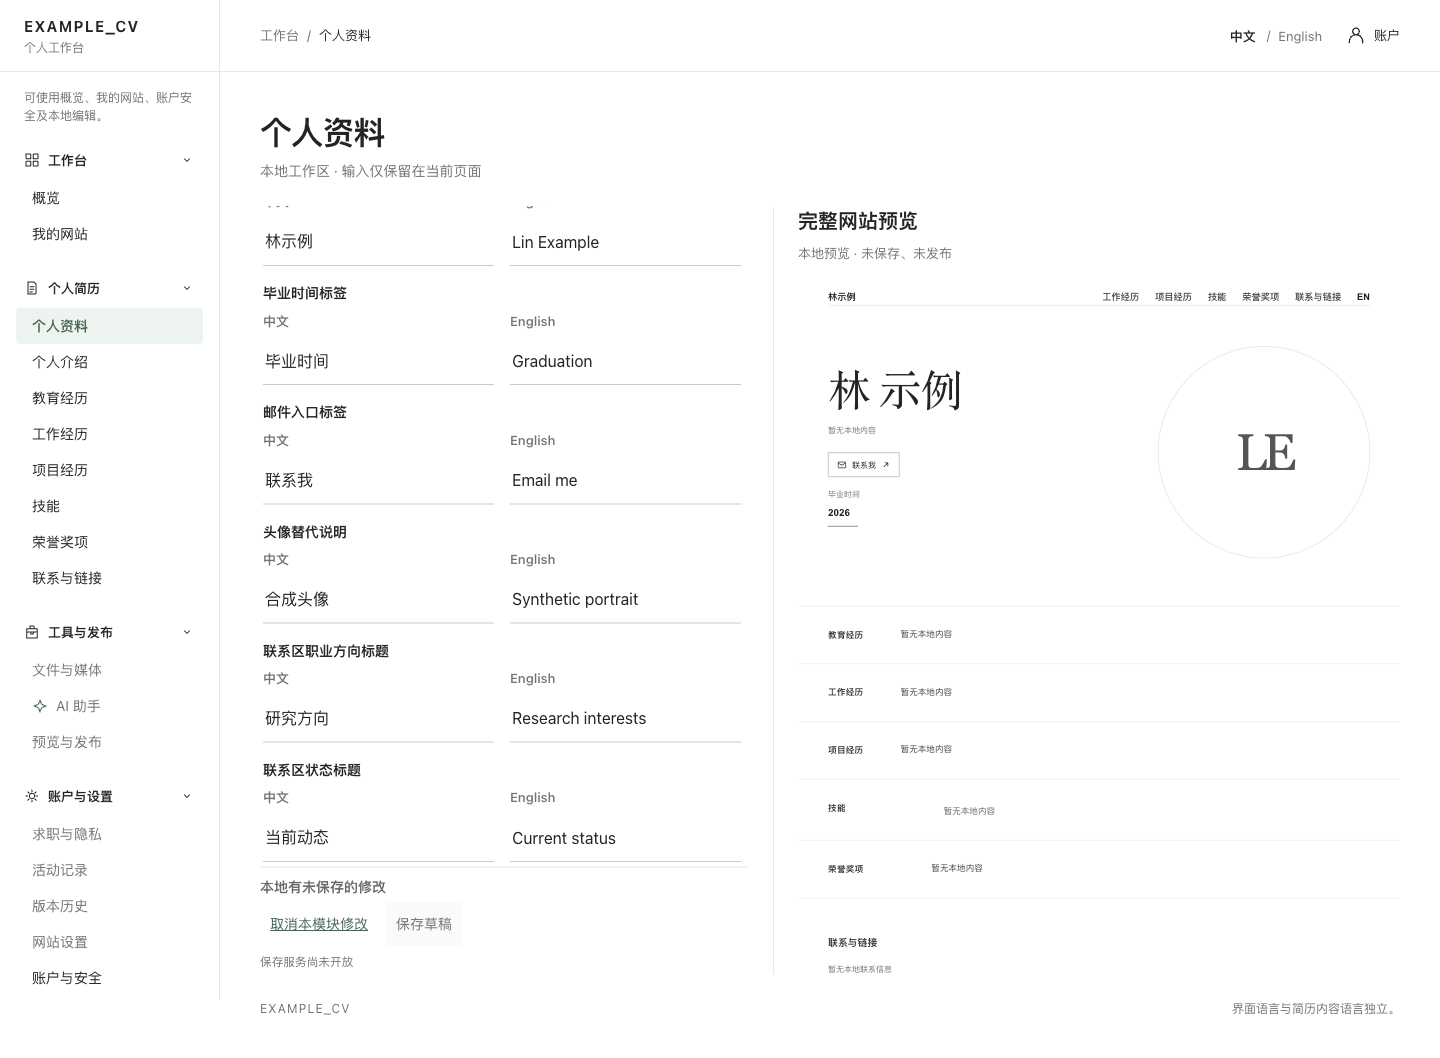 EXAMPLE_CV
个人工作台
可使用概览、我的网站、账户安
全及本地编辑。
工作台
概览
我的网站
个人简历
个人资料
个人介绍
教育经历
工作经历
项目经历
技能
荣誉奖项
联系与链接
工具与发布
文件与媒体
AI 助手
预览与发布
账户与设置
求职与隐私
活动记录
版本历史
网站设置
账户与安全
工作台 / 个人资料
中文 / English 账户
个人资料
本地工作区 · 输入仅保留在当前页面
林示例 Lin Example
毕业时间标签
中文 English
毕业时间 Graduation
邮件入口标签
中文 English
联系我 Email me
头像替代说明
中文 English
合成头像 Synthetic portrait
联系区职业方向标题
中文 English
研究方向 Research interests
联系区状态标题
中文 English
当前动态 Current status
本地有未保存的修改
取消本模块修改 保存草稿
保存服务尚未开放
完整网站预览
本地预览 · 未保存、未发布
林示例 工作经历 项目经历 技能 荣誉奖项 联系与链接 EN
林 示例
暂无本地内容
联系我
毕业时间
2026
LE
教育经历 暂无本地内容
工作经历 暂无本地内容
项目经历 暂无本地内容
技能 暂无本地内容
荣誉奖项 暂无本地内容
联系与链接
暂无本地联系信息
EXAMPLE_CV
界面语言与简历内容语言独立。